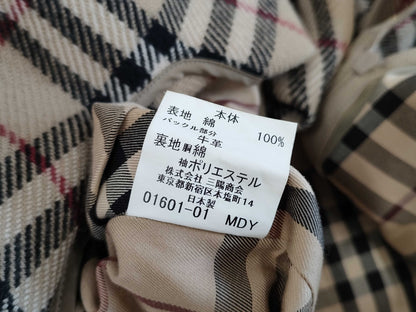 表地 本体
綿 100%
バックル部分
牛革
裏地 胴 綿
袖 ポリエステル
株式会社 三陽商会
東京都新宿区本塩町14
日本製
01601-01 MDY